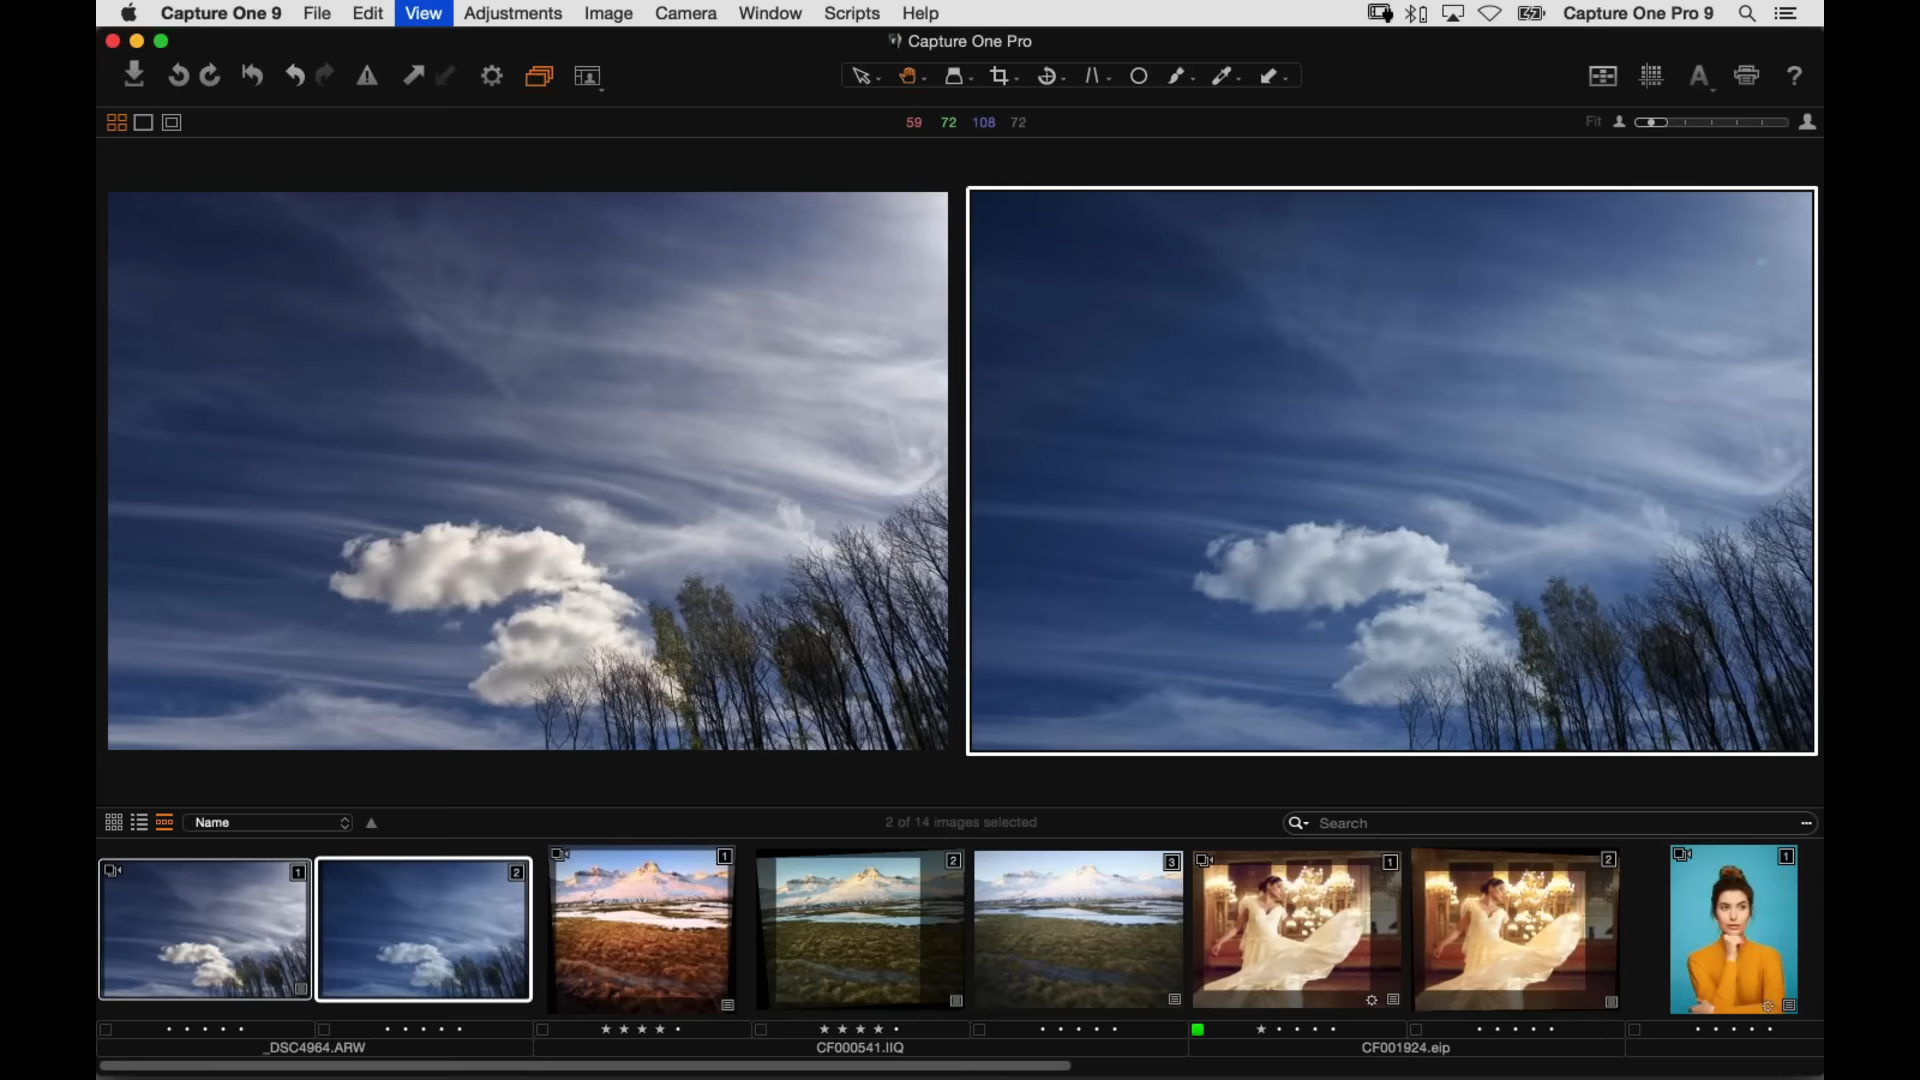 Capture One 9 File Edit View Adjustments Image Camera Window Scripts Help Capture One Pro 9
Capture One Pro
A ?
59 72 108 72 Fit
Name 2 of 14 images selected Search
1 2 1 2 3 1 2 1
_DSC4964.ARW CF000541.IIQ CF001924.eip